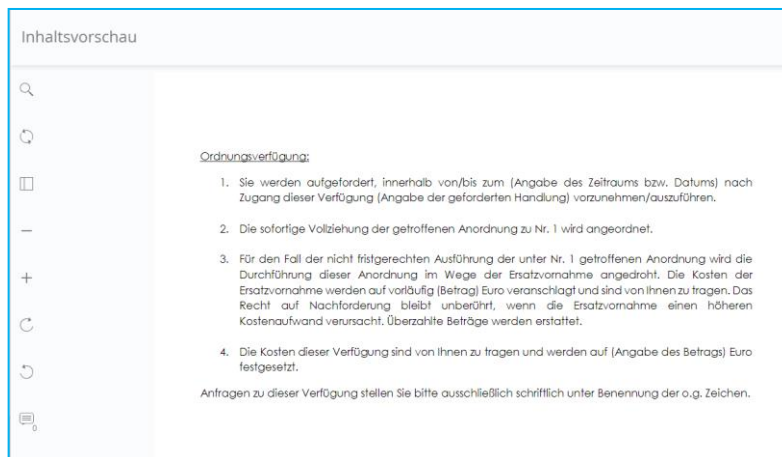 Inhaltsvorschau
Ordnungsverfügung:
1. Sie werden aufgefordert, innerhalb von/bis zum (Angabe des Zeitraums bzw. Datums) nach
Zugang dieser Verfügung (Angabe der geforderten Handlung) vorzunehmen/auszuführen.
2. Die sofortige Vollziehung der getroffenen Anordnung zu Nr. 1 wird angeordnet.
3. Für den Fall der nicht fristgerechten Ausführung der unter Nr. 1 getroffenen Anordnung wird die
Durchführung dieser Anordnung im Wege der Ersatzvornahme angedroht. Die Kosten der
Ersatzvornahme werden auf vorläufig (Betrag) Euro veranschlagt und sind von Ihnen zu tragen. Das
Recht auf Nachforderung bleibt unberührt, wenn die Ersatzvornahme einen höheren
Kostenaufwand verursacht. Überzahlte Beträge werden erstattet.
4. Die Kosten dieser Verfügung sind von Ihnen zu tragen und werden auf (Angabe des Betrags) Euro
festgesetzt.
Anfragen zu dieser Verfügung stellen Sie bitte ausschließlich schriftlich unter Benennung der o.g. Zeichen.
0